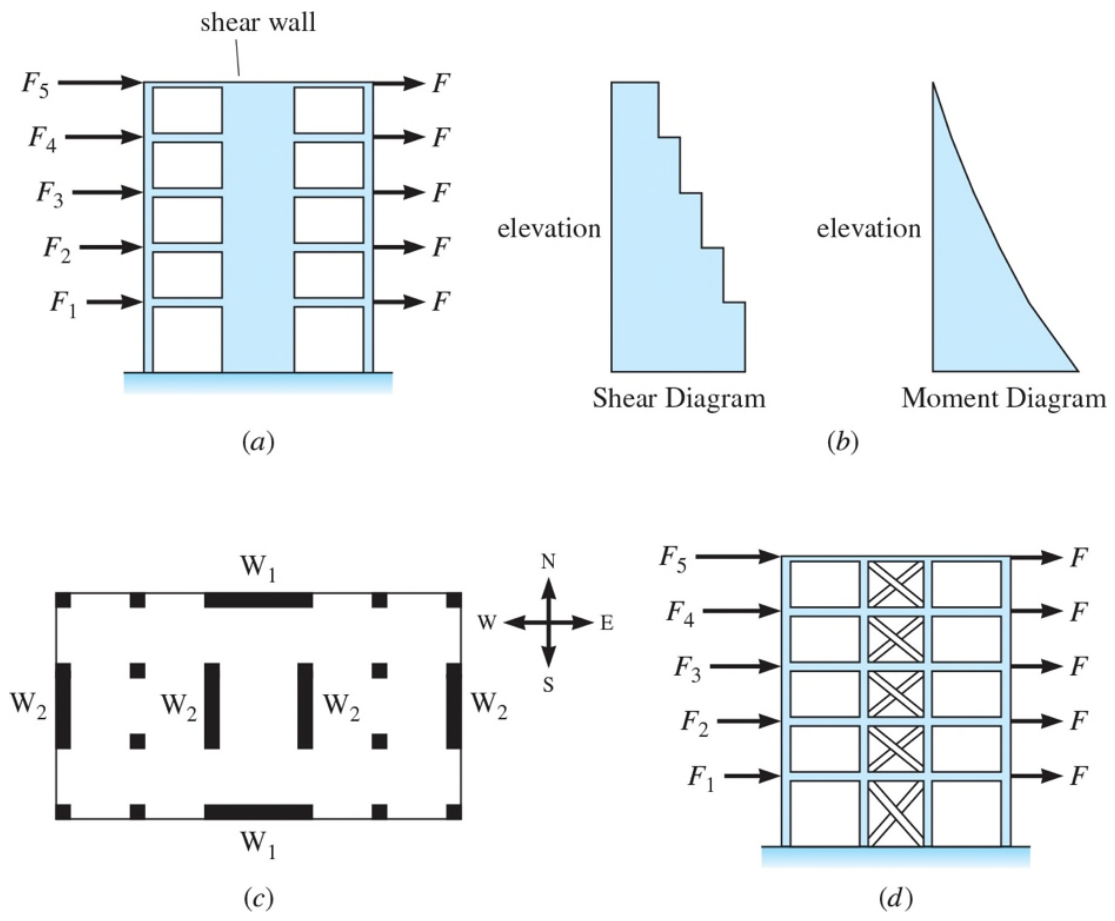 shear wall
F5 F
F4 F
F3 F
F2 F
F1 F
(a)
elevation
Shear Diagram
elevation
Moment Diagram
(b)
W1
W2 W2 W2 W2
W1
N
W E
S
(c)
F5 F
F4 F
F3 F
F2 F
F1 F
(d)